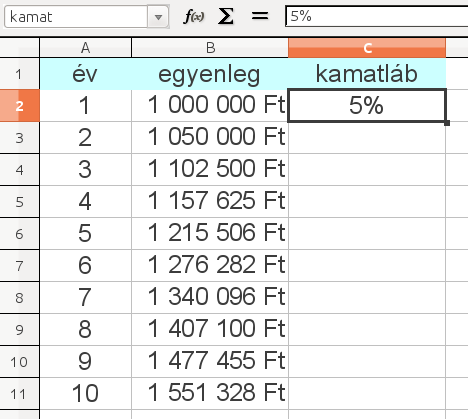 kamat f(x) Σ = 5%
A B C
1 év egyenleg kamatláb
2 1 1 000 000 Ft 5%
3 2 1 050 000 Ft
4 3 1 102 500 Ft
5 4 1 157 625 Ft
6 5 1 215 506 Ft
7 6 1 276 282 Ft
8 7 1 340 096 Ft
9 8 1 407 100 Ft
10 9 1 477 455 Ft
11 10 1 551 328 Ft